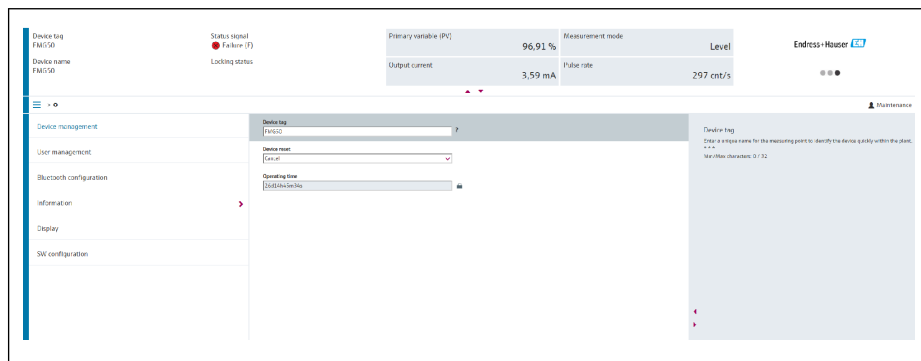 Device tag
FMG50
Device name
FMG50
Status signal
Failure (F)
Locking status
Primary variable (PV)
96,91 %
Output current
3,59 mA
Measurement mode
Level
Pulse rate
297 cnt/s
Endress+Hauser
Maintenance
Device management
User management
Bluetooth configuration
Information
Display
SW configuration
Device tag
FMG50
?
Device reset
Cancel
Operating time
26d14h45m34s
Device tag
Enter a unique name for the measuring point to identify the device quickly within the plant.
Min/Max characters: 0 / 32